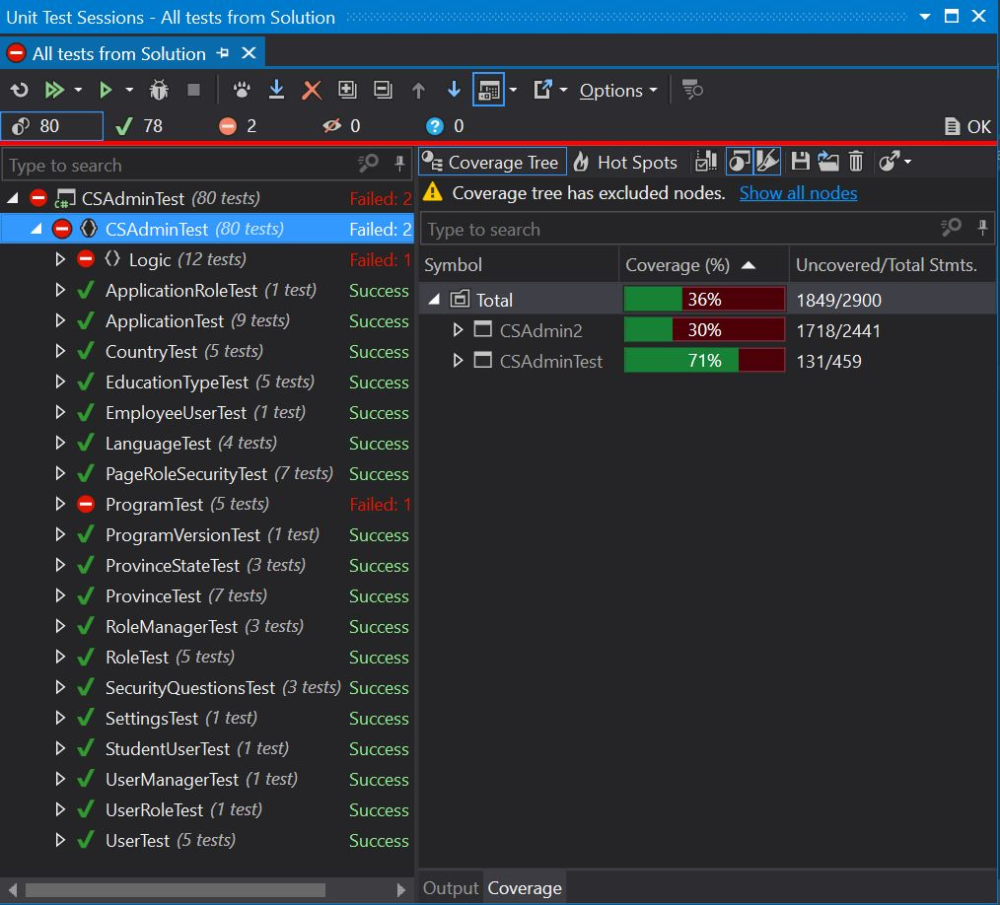 Unit Test Sessions - All tests from Solution
All tests from Solution
Options
80 78 2 0 0 OK
Type to search
CSAdminTest (80 tests) Failed: 2
CSAdminTest (80 tests) Failed: 2
Logic (12 tests) Failed: 1
ApplicationRoleTest (1 test) Success
ApplicationTest (9 tests) Success
CountryTest (5 tests) Success
EducationTypeTest (5 tests) Success
EmployeeUserTest (1 test) Success
LanguageTest (4 tests) Success
PageRoleSecurityTest (7 tests) Success
ProgramTest (5 tests) Failed: 1
ProgramVersionTest (1 test) Success
ProvinceStateTest (3 tests) Success
ProvinceTest (7 tests) Success
RoleManagerTest (3 tests) Success
RoleTest (5 tests) Success
SecurityQuestionsTest (3 tests) Success
SettingsTest (1 test) Success
StudentUserTest (1 test) Success
UserManagerTest (1 test) Success
UserRoleTest (1 test) Success
UserTest (5 tests) Success
Coverage Tree Hot Spots
Coverage tree has excluded nodes. Show all nodes
Type to search
Symbol Coverage (%) Uncovered/Total Stmts.
Total 36% 1849/2900
CSAdmin2 30% 1718/2441
CSAdminTest 71% 131/459
Output Coverage